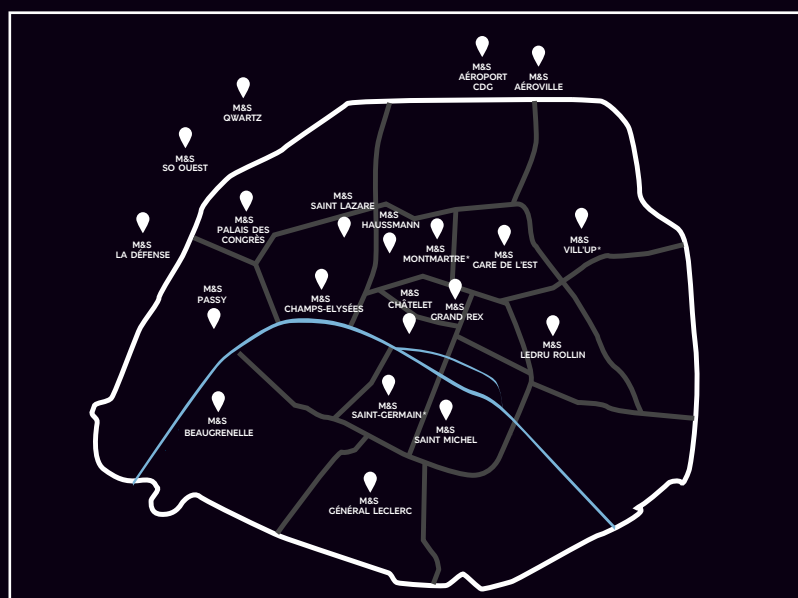 M&S
AÉROPORT
CDG
M&S
AÉROVILLE
M&S
QWARTZ
M&S
SO OUEST
M&S
PALAIS DES
CONGRÈS
M&S
SAINT LAZARE
M&S
HAUSSMANN
M&S
MONTMARTRE*
M&S
GARE DE L'EST
M&S
VILL'UP*
M&S
LA DÉFENSE
M&S
PASSY
M&S
CHAMPS-ELYSÉES
M&S
CHÂTELET
M&S
GRAND REX
M&S
LEDRU ROLLIN
M&S
BEAUGRENELLE
M&S
SAINT-GERMAIN*
M&S
SAINT MICHEL
M&S
GÉNÉRAL LECLERC